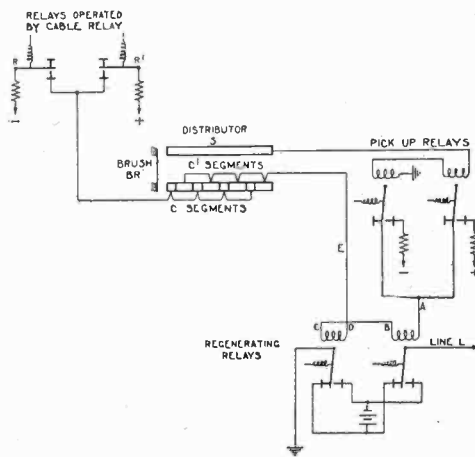 RELAYS OPERATED
BY CABLE RELAY
R
R'
−
+
DISTRIBUTOR
S
C' SEGMENTS
BRUSH
BR
C SEGMENTS
PICK UP RELAYS
E
−
+
A
C
D
B
REGENERATING
RELAYS
LINE L